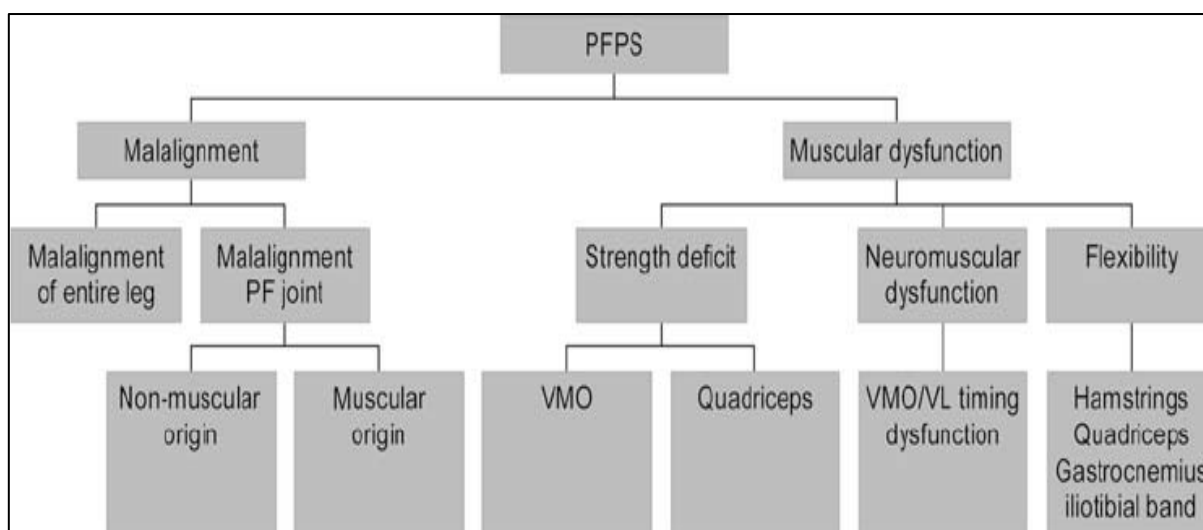 PFPS
Malalignment
Muscular dysfunction
Malalignment
of entire leg
Malalignment
PF joint
Strength deficit
Neuromuscular
dysfunction
Flexibility
Non-muscular
origin
Muscular
origin
VMO
Quadriceps
VMO/VL timing
dysfunction
Hamstrings
Quadriceps
Gastrocnemius
iliotibial band